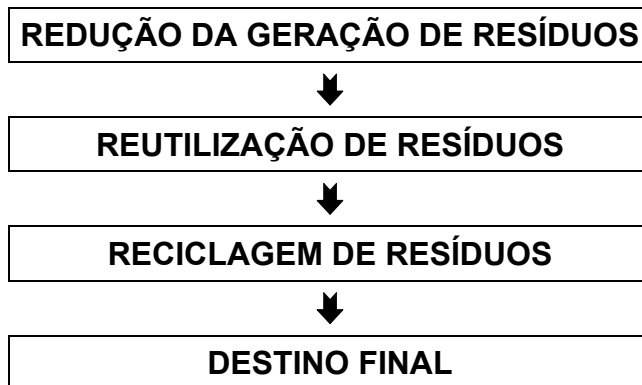 REDUÇÃO DA GERAÇÃO DE RESÍDUOS
REUTILIZAÇÃO DE RESÍDUOS
RECICLAGEM DE RESÍDUOS
DESTINO FINAL